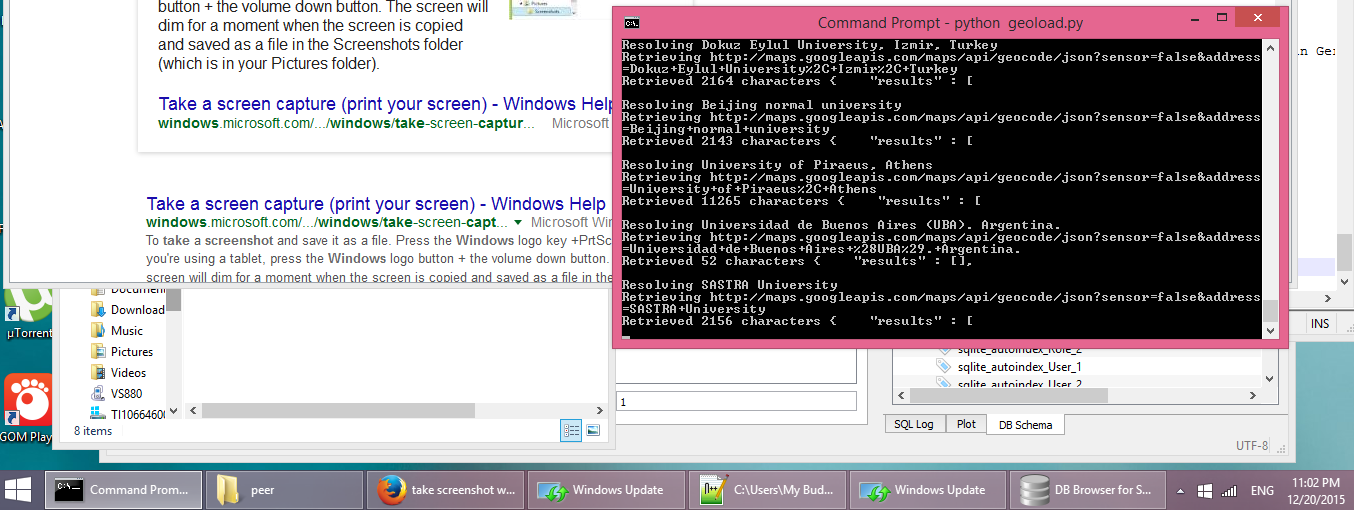 button + the volume down button. The screen will
dim for a moment when the screen is copied
and saved as a file in the Screenshots folder
(which is in your Pictures folder).
Take a screen capture (print your screen) - Windows Help
windows.microsoft.com/.../windows/take-screen-captur... Microsoft
Take a screen capture (print your screen) - Windows Help
windows.microsoft.com/.../windows/take-screen-capt... Microsoft Win
To take a screenshot and save it as a file. Press the Windows logo key +PrtSc
you're using a tablet, press the Windows logo button + the volume down button.
screen will dim for a moment when the screen is copied and saved as a file in the
Command Prompt - python geoload.py
Resolving Dokuz Eylul University, Izmir, Turkey
Retrieving http://maps.googleapis.com/maps/api/geocode/json?sensor=false&address
=Dokuz+Eylul+University%2C+Izmir%2C+Turkey
Retrieved 2164 characters { "results" : [
Resolving Beijing normal university
Retrieving http://maps.googleapis.com/maps/api/geocode/json?sensor=false&address
=Beijing+normal+university
Retrieved 2143 characters { "results" : [
Resolving University of Piraeus, Athens
Retrieving http://maps.googleapis.com/maps/api/geocode/json?sensor=false&address
=University+of+Piraeus%2C+Athens
Retrieved 11265 characters { "results" : [
Resolving Universidad de Buenos Aires (UBA). Argentina.
Retrieving http://maps.googleapis.com/maps/api/geocode/json?sensor=false&address
=Universidad+de+Buenos+Aires+%28UBA%29.+Argentina.
Retrieved 52 characters { "results" : [],
Resolving SASTRA University
Retrieving http://maps.googleapis.com/maps/api/geocode/json?sensor=false&address
=SASTRA+University
Retrieved 2156 characters { "results" : [
n Ger
INS
µTorrent
GOM Play
Download
Music
Pictures
Videos
VS880
TI10664600
8 items
1
sqlite_autoindex_Role_2
sqlite_autoindex_User_1
sqlite_autoindex_User_2
SQL Log Plot DB Schema
UTF-8
Command Prom... peer take screenshot w... Windows Update C:\Users\My Bud... Windows Update DB Browser for S... ENG 11:02 PM
12/20/2015